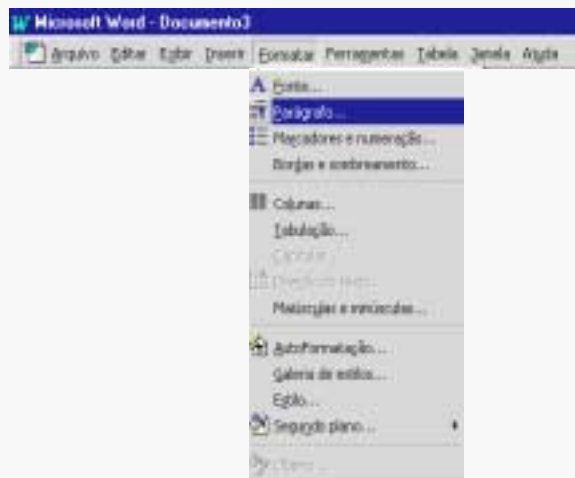 Microsoft Word - Documento3
Arquivo Editar Exibir Inserir Formatar Ferramentas Tabela Janela Ajuda
Fonte...
Parágrafo...
Marcadores e numeração...
Bordas e sombreamento...
Colunas...
Tabulação...
Capitular...
Maiúsculas e minúsculas...
AutoFormatação...
Galeria de estilos...
Estilo...
Segundo plano...